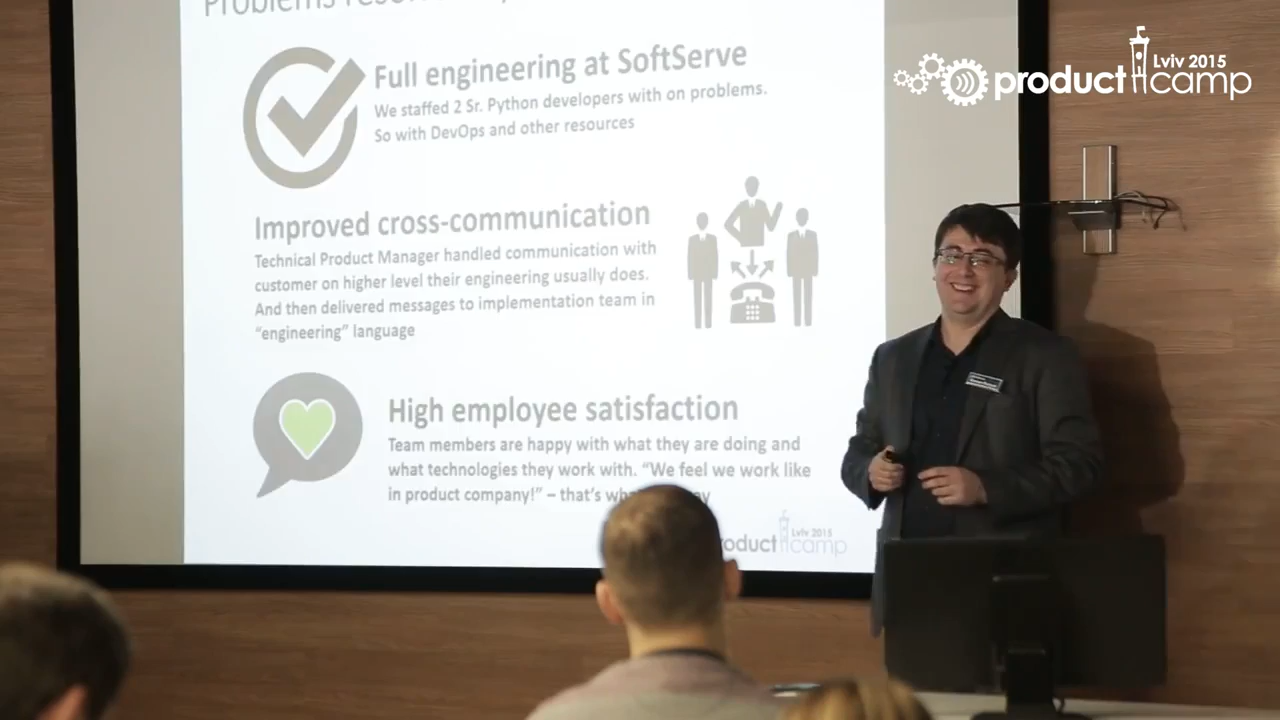 Problems
Full engineering at SoftServe
We staffed 2 Sr. Python developers with on problems.
So with DevOps and other resources
Improved cross-communication
Technical Product Manager handled communication with
customer on higher level their engineering usually does.
And then delivered messages to implementation team in
“engineering” language
High employee satisfaction
Team members are happy with what they are doing and
what technologies they work with. “We feel we work like
in product company!” – that’s
Lviv 2015
oduct camp
Lviv 2015
product camp